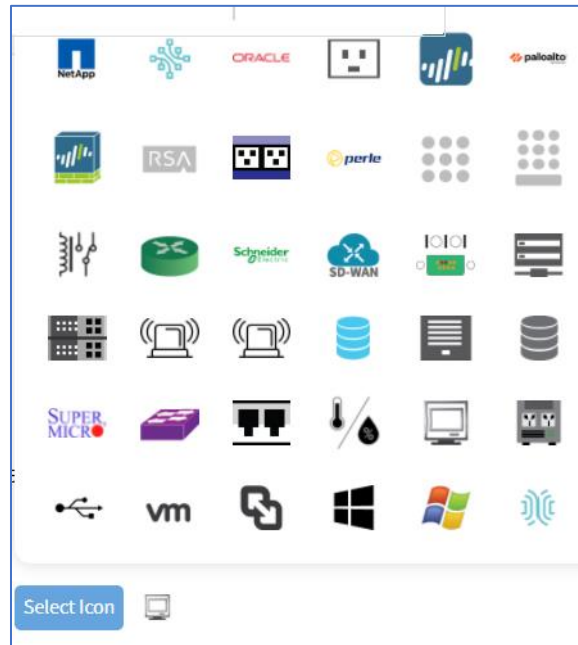 NetApp
ORACLE
paloalto
RSA
perle
Schneider
Electric
SD-WAN
SUPER
MICRO
%
vm
Select Icon